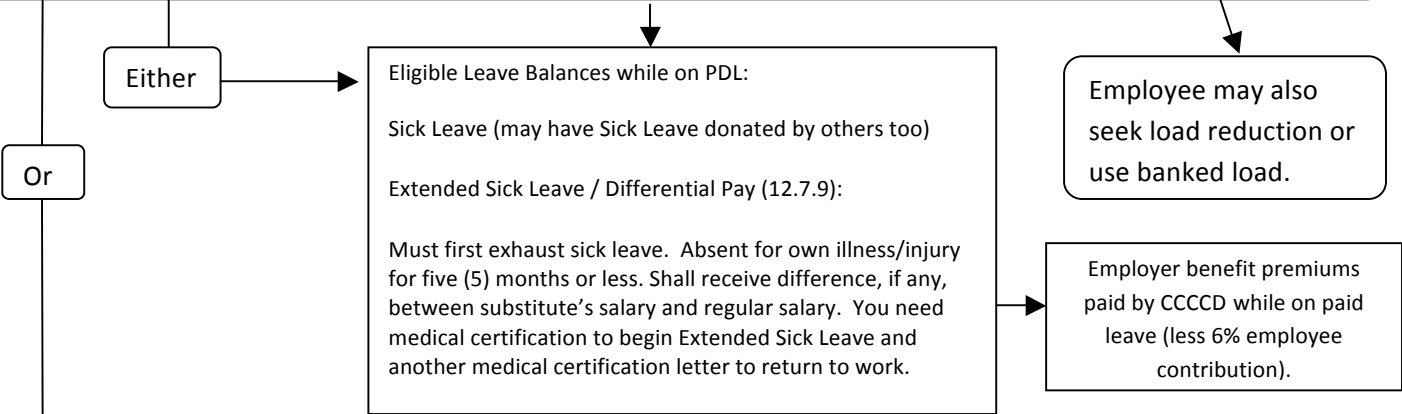 Either
Or
Eligible Leave Balances while on PDL:
Sick Leave (may have Sick Leave donated by others too)
Extended Sick Leave / Differential Pay (12.7.9):
Must first exhaust sick leave.  Absent for own illness/injury
for five (5) months or less. Shall receive difference, if any,
between substitute’s salary and regular salary.  You need
medical certification to begin Extended Sick Leave and
another medical certification letter to return to work.
Employee may also
seek load reduction or
use banked load.
Employer benefit premiums
paid by CCCCD while on paid
leave (less 6% employee
contribution).